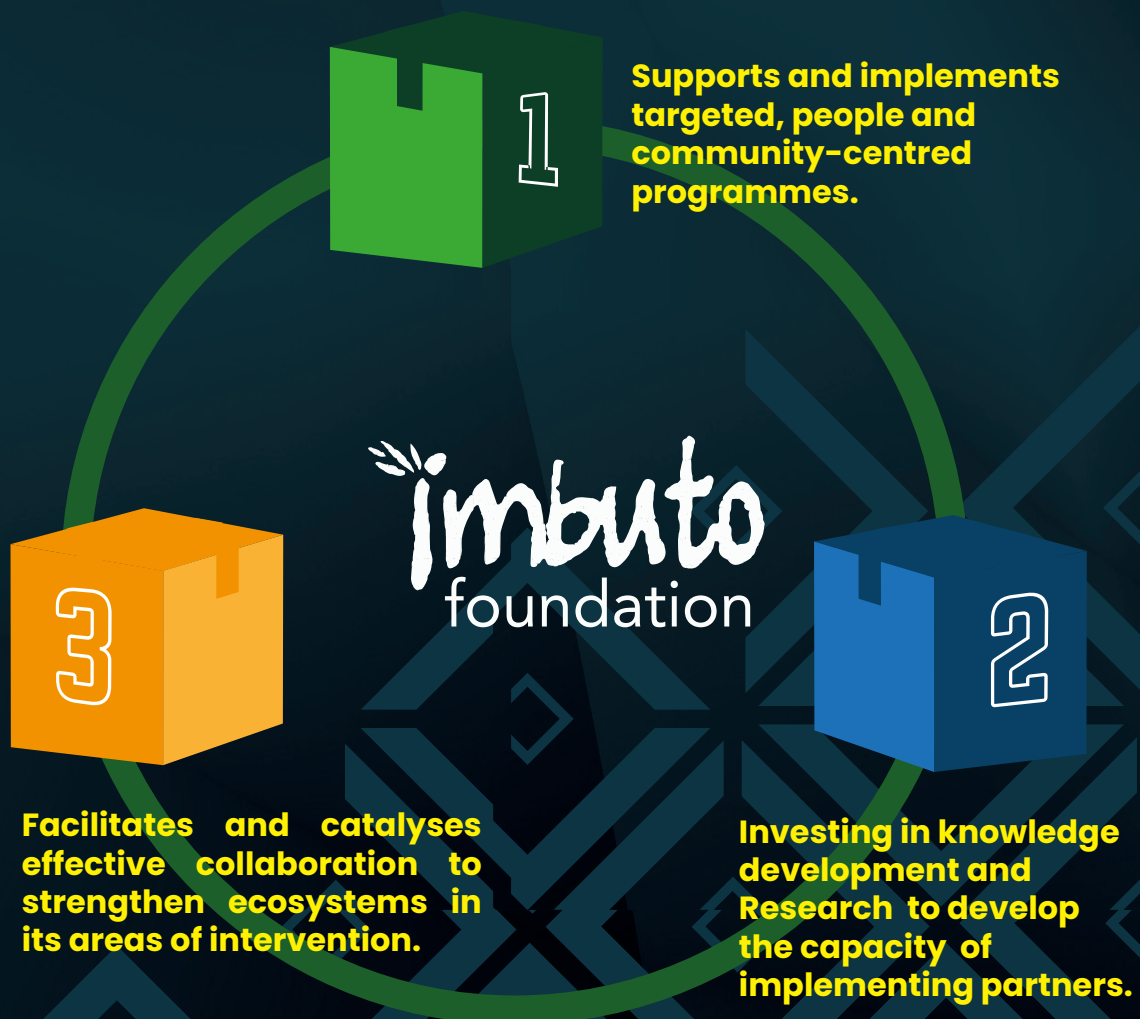 1
Supports and implements
targeted, people and
community-centred
programmes.
imbuto
foundation
3
2
Facilitates and catalyses
effective collaboration to
strengthen ecosystems in
its areas of intervention.
Investing in knowledge
development and
Research to develop
the capacity of
implementing partners.